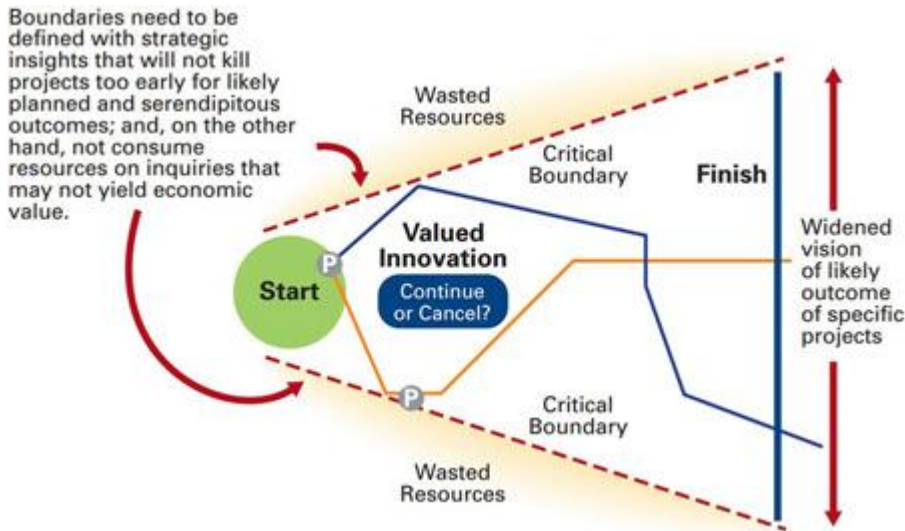 Boundaries need to be
defined with strategic
insights that will not kill
projects too early for likely
planned and serendipitous
outcomes; and, on the other
hand, not consume
resources on inquiries that
may not yield economic
value.
Wasted
Resources
Critical
Boundary
Finish
Valued
Innovation
Continue
or Cancel?
P
Start
Widened
vision
of likely
outcome
of specific
projects
P
Critical
Boundary
Wasted
Resources